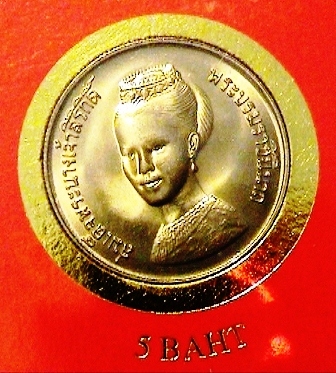 สมเด็จพระนางเจ้าสิริกิติ์
พระบรมราชินีนาถ
5 BAHT